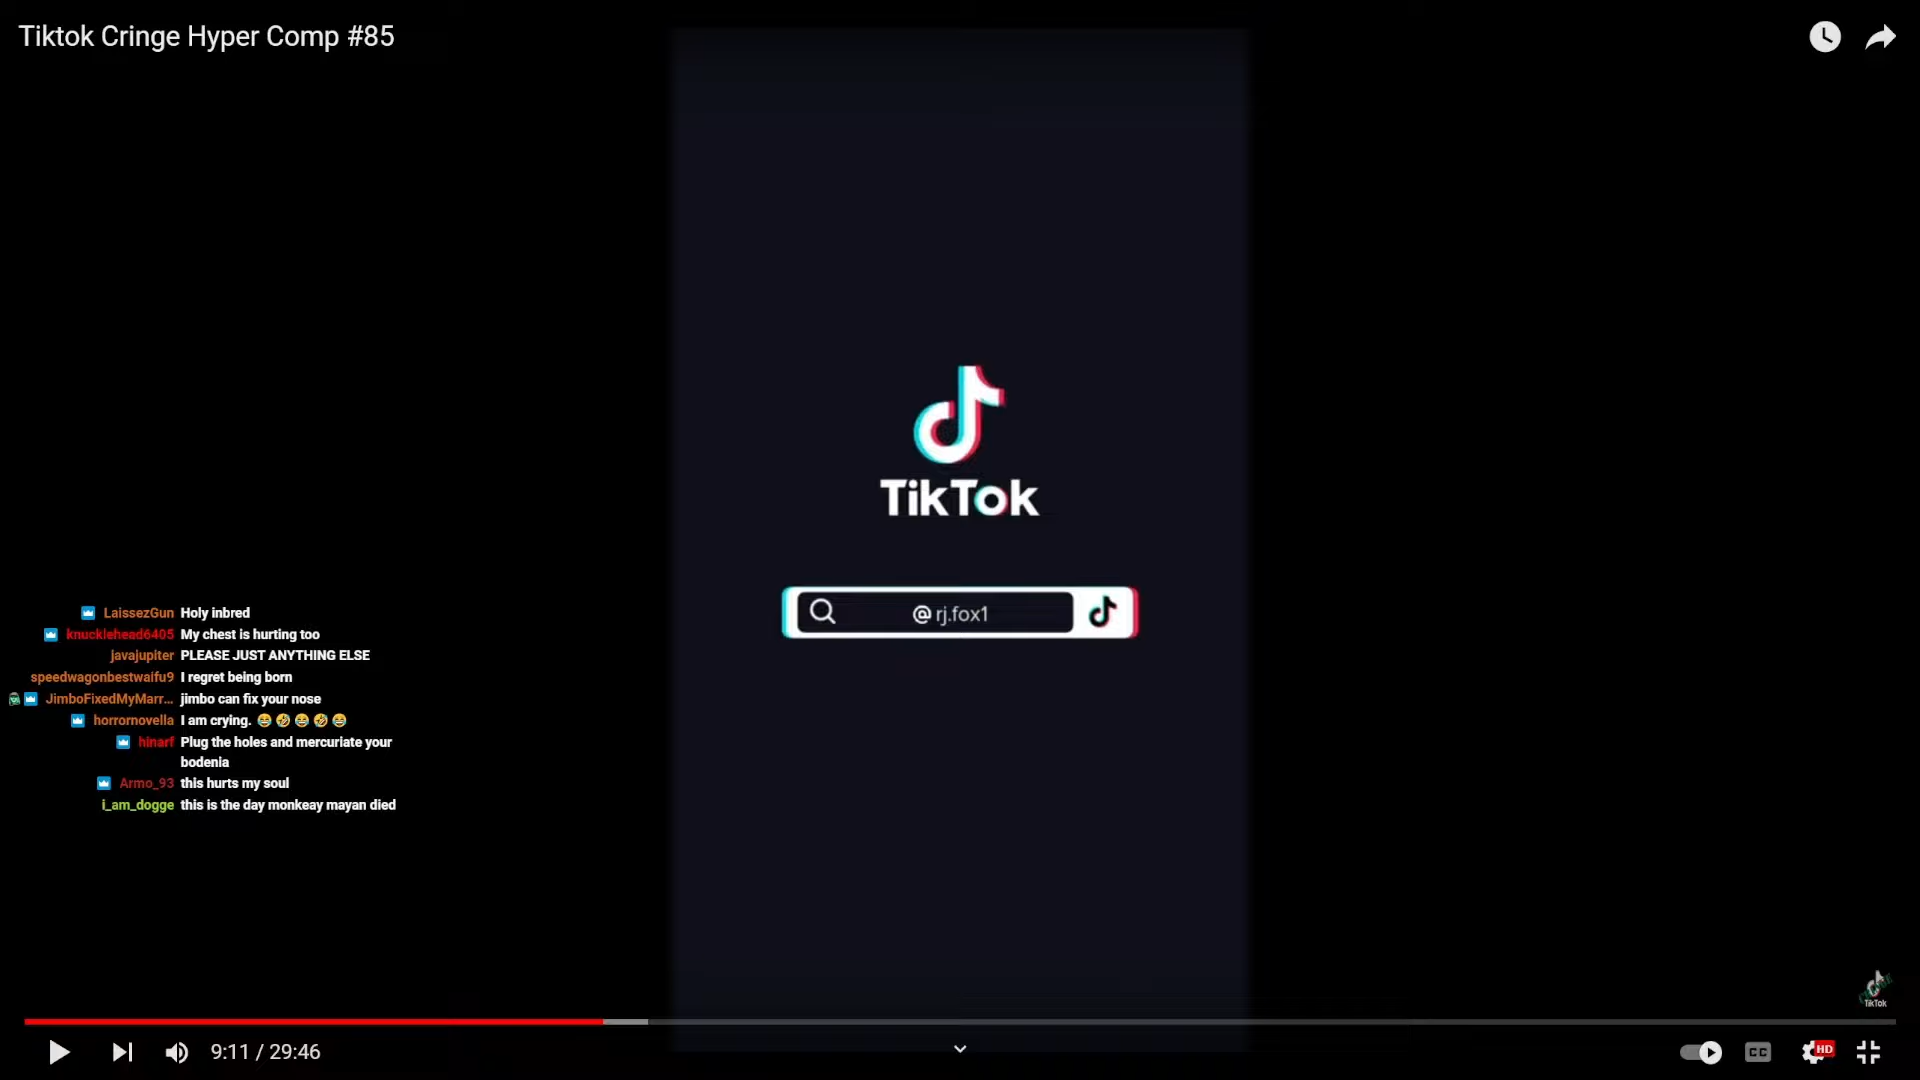 Tiktok Cringe Hyper Comp #85
TikTok
@rj.fox1
LaissezGun Holy inbred
knucklehead6405 My chest is hurting too
javajupiter PLEASE JUST ANYTHING ELSE
speedwagonbestwaifu9 I regret being born
JimboFixedMyMarr... jimbo can fix your nose
horrornovella I am crying. 😂🤣😂🤣😂
hinarf Plug the holes and mercuriate your
bodenia
Armo_93 this hurts my soul
i_am_dogge this is the day monkeay mayan died
TikTok
9:11 / 29:46
CC
HD